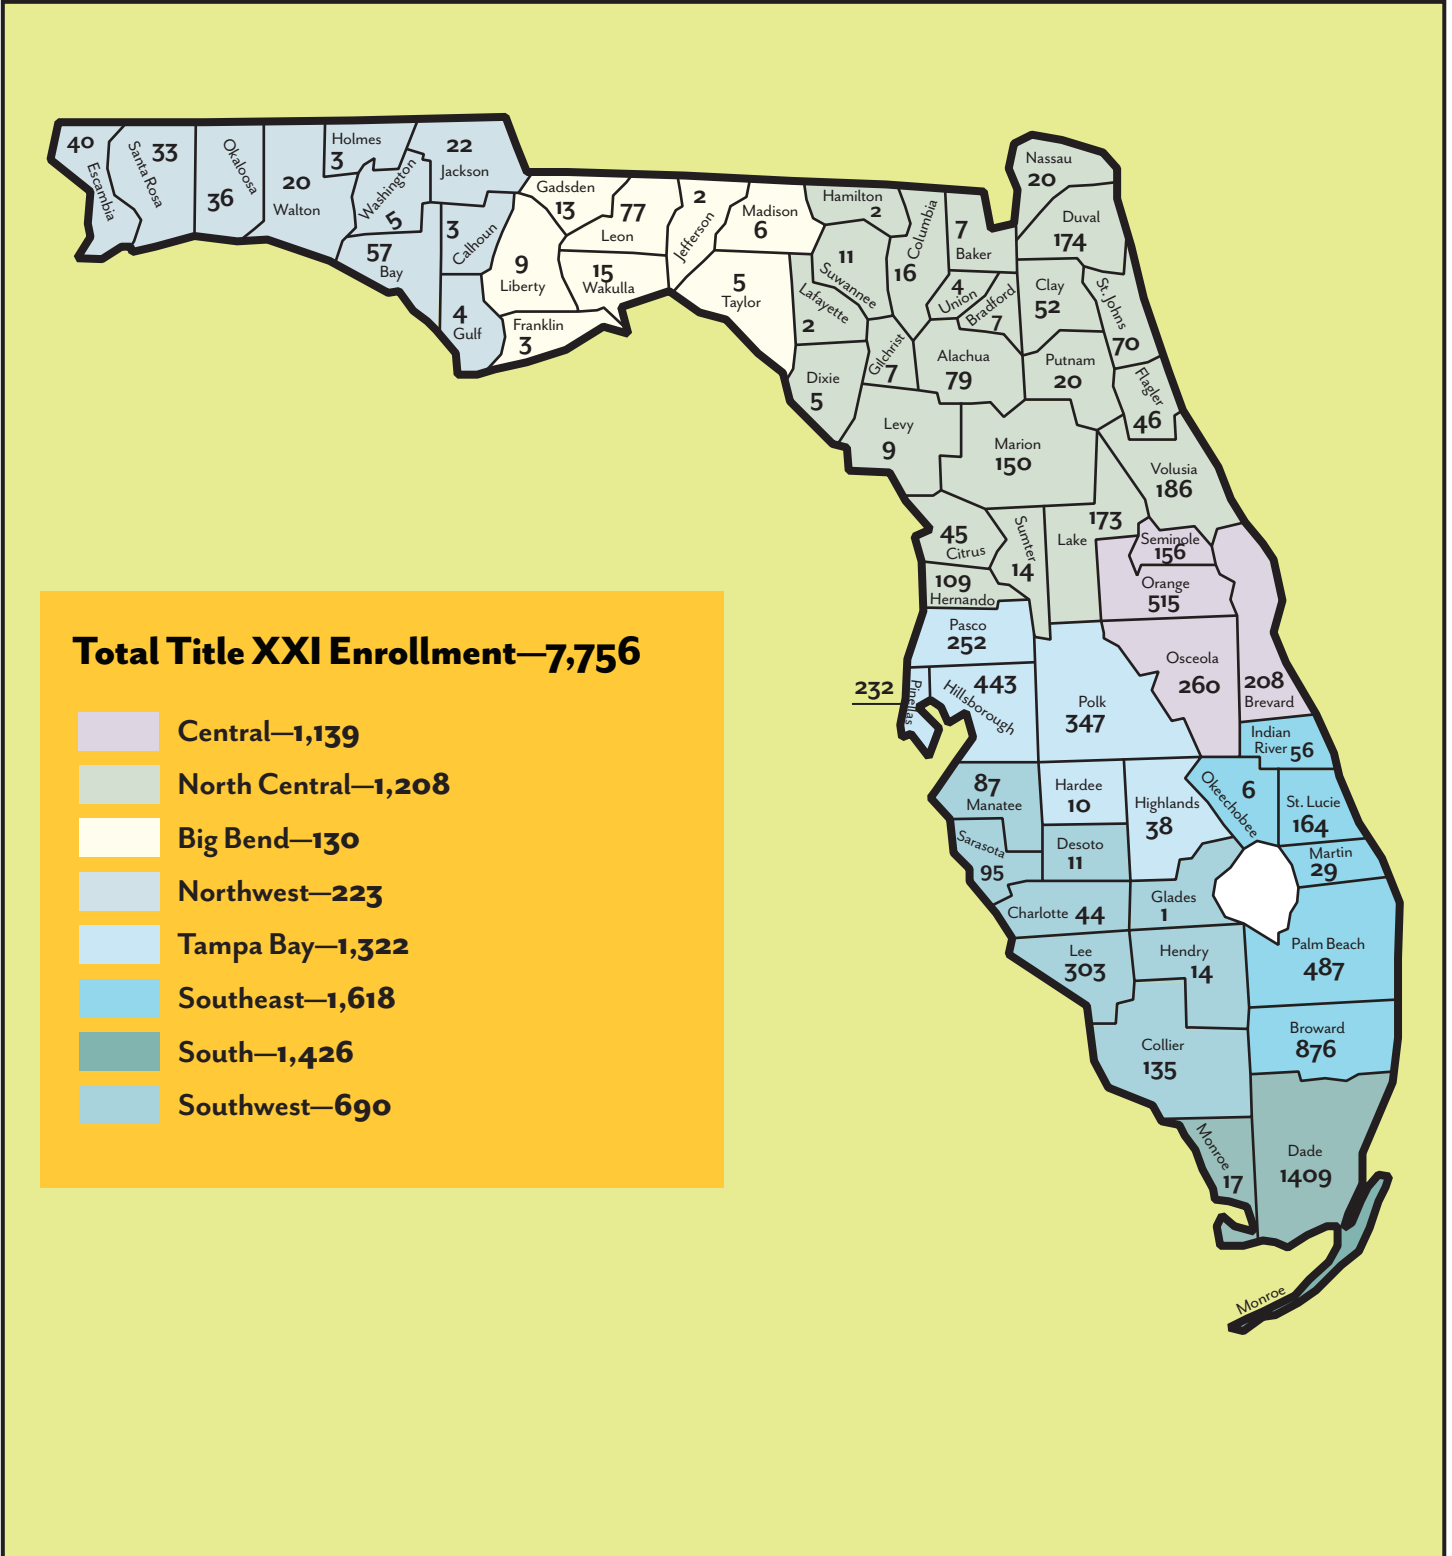 40
Escambia
Santa Rosa
33
Okaloosa
36
20
Walton
Holmes
3
Washington
5
22
Jackson
57
Bay
3
Calhoun
4
Gulf
Gadsden
13
9
Liberty
77
Leon
15
Wakulla
Franklin
3
2
Jefferson
Madison
6
5
Taylor
Hamilton
2
11
Suwannee
Lafayette
2
Columbia
16
7
Baker
4
Union
Bradford
7
Nassau
20
Duval
174
Clay
52
St. Johns
70
Gilchrist
7
Alachua
79
Putnam
20
Flagler
46
Dixie
5
Levy
9
Marion
150
Volusia
186
45
Citrus
Sumter
14
173
Lake
Seminole
156
Orange
515
109
Hernando
Pasco
252
232
Pinellas
443
Hillsborough
Polk
347
Osceola
260
208
Brevard
Indian
River 56
87
Manatee
Hardee
10
Highlands
38
Okeechobee
6
St. Lucie
164
Sarasota
95
Desoto
11
Martin
29
Charlotte 44
Glades
1
Lee
303
Hendry
14
Palm Beach
487
Collier
135
Broward
876
Monroe
17
Dade
1409
Monroe
Total Title XXI Enrollment—7,756
Central—1,139
North Central—1,208
Big Bend—130
Northwest—223
Tampa Bay—1,322
Southeast—1,618
South—1,426
Southwest—690